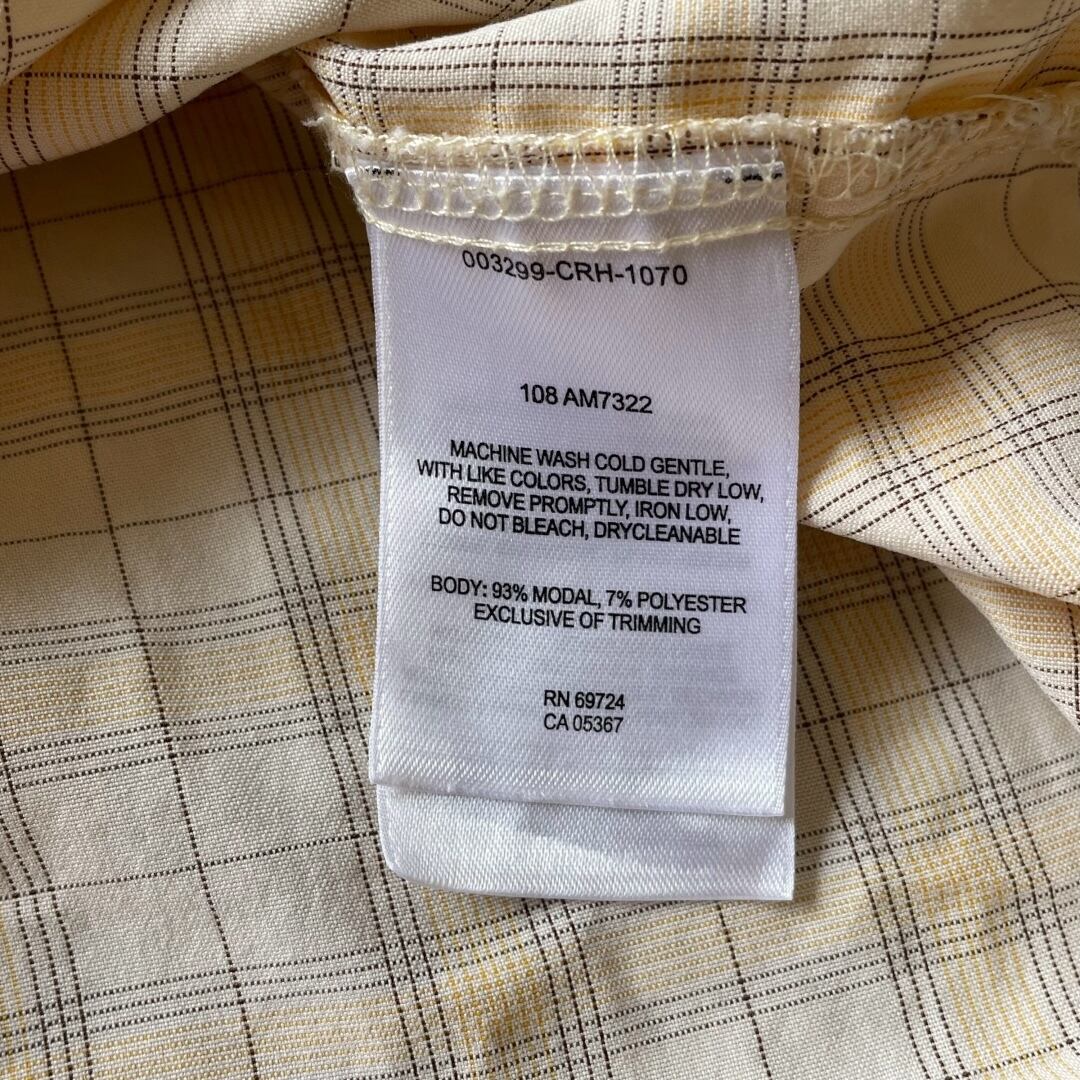 003299-CRH-1070
108 AM7322
MACHINE WASH COLD GENTLE,
WITH LIKE COLORS, TUMBLE DRY LOW,
REMOVE PROMPTLY, IRON LOW,
DO NOT BLEACH, DRYCLEANABLE
BODY: 93% MODAL, 7% POLYESTER
EXCLUSIVE OF TRIMMING
RN 69724
CA 05367